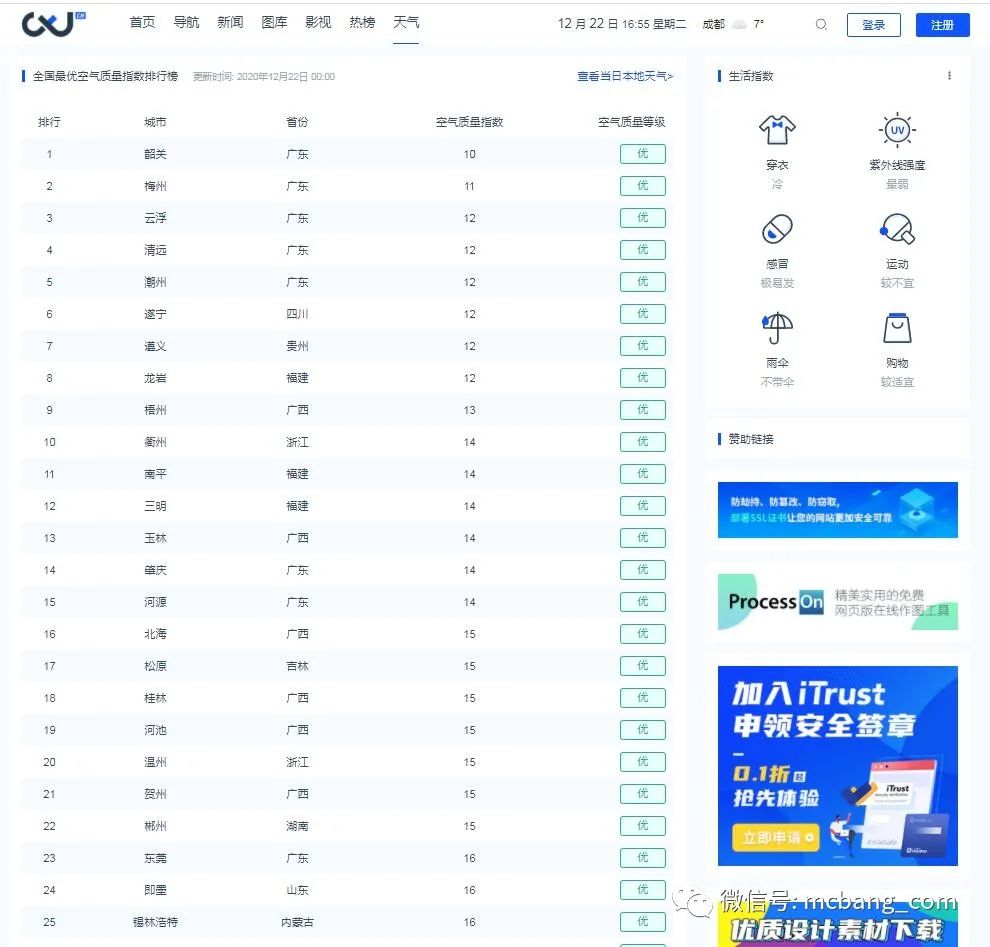 首页 导航 新闻 图库 影视 热榜 天气
12 月 22 日 16:55 星期二 成都 7°
登录
注册
全国最优空气质量指数排行榜 更新时间: 2020年12月22日 00:00
查看当日本地天气>
排行 城市 首份 空气质量指数 空气质量等级
1 韶关 广东 10 优
2 梅州 广东 11 优
3 云浮 广东 12 优
4 清远 广东 12 优
5 潮州 广东 12 优
6 遂宁 四川 12 优
7 遵义 贵州 12 优
8 龙岩 福建 12 优
9 梧州 广西 13 优
10 衢州 浙江 14 优
11 南平 福建 14 优
12 三明 福建 14 优
13 玉林 广西 14 优
14 肇庆 广东 14 优
15 河源 广东 14 优
16 北海 广西 15 优
17 松原 吉林 15 优
18 桂林 广西 15 优
19 河池 广西 15 优
20 温州 浙江 15 优
21 贺州 广西 15 优
22 郴州 湖南 15 优
23 东莞 广东 16 优
24 即墨 山东 16 优
25 锡林浩特 内蒙古 16 优
生活指数
穿衣
冷
UV
紫外线强度
最弱
感冒
极易发
运动
较不宜
雨伞
不带伞
购物
较适宜
赞助链接
防劫持、防篡改、防窃取,
部署SSL证书让您的网站更加安全可靠
ProcessOn
精美实用的免费
网页版在线作图工具
加入iTrust
申领安全签章
0.1折起
抢先体验
iTrust
立即申请
微信号: mcbang_com
优质设计素材下载